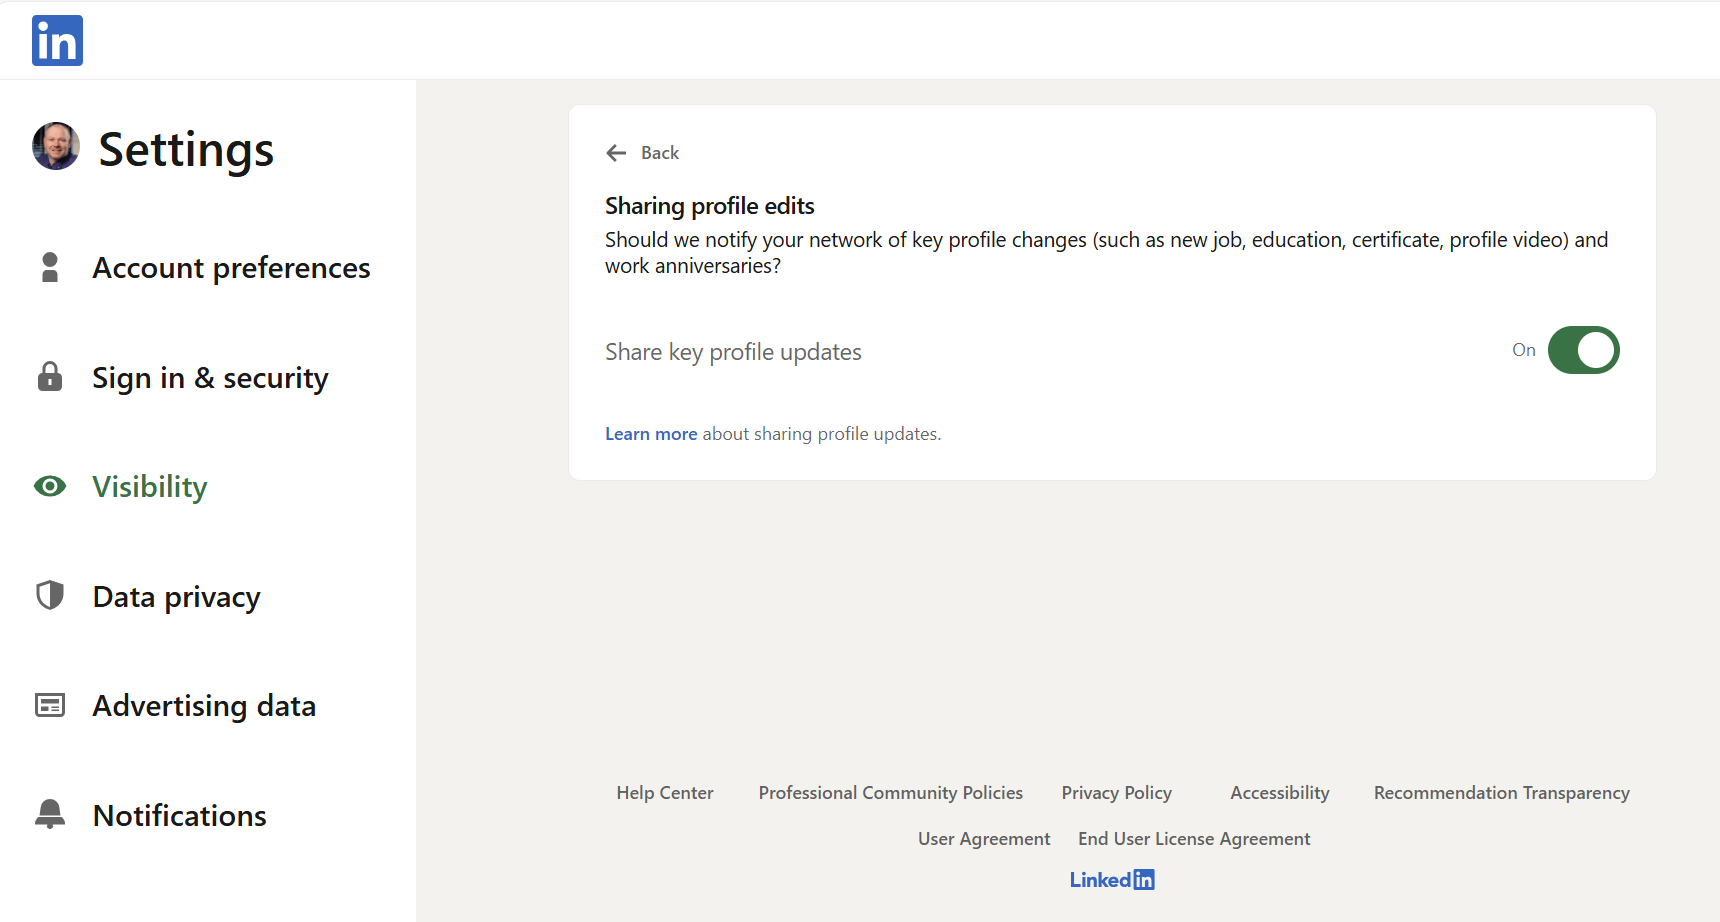 in
Settings
Account preferences
Sign in & security
Visibility
Data privacy
Advertising data
Notifications
Back
Sharing profile edits
Should we notify your network of key profile changes (such as new job, education, certificate, profile video) and
work anniversaries?
Share key profile updates On
Learn more about sharing profile updates.
Help Center Professional Community Policies Privacy Policy Accessibility Recommendation Transparency
User Agreement End User License Agreement
LinkedIn